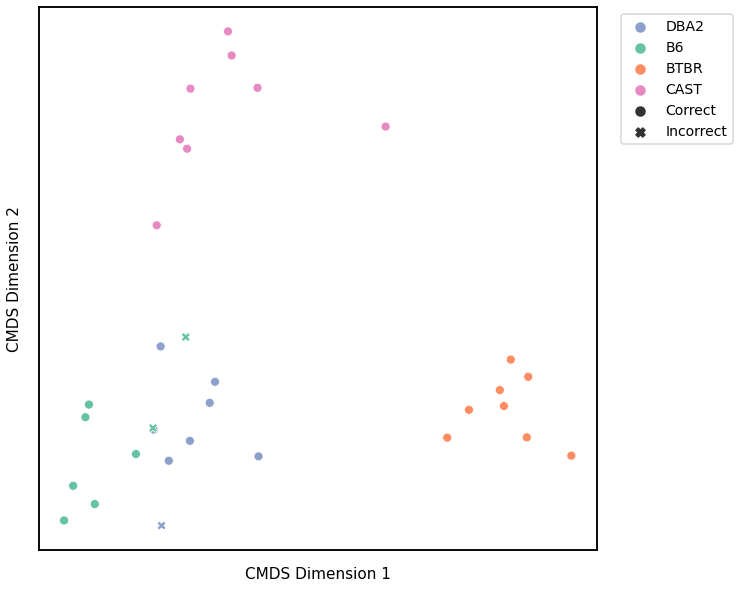 DBA2
B6
BTBR
CAST
Correct
Incorrect
CMDS Dimension 2
CMDS Dimension 1